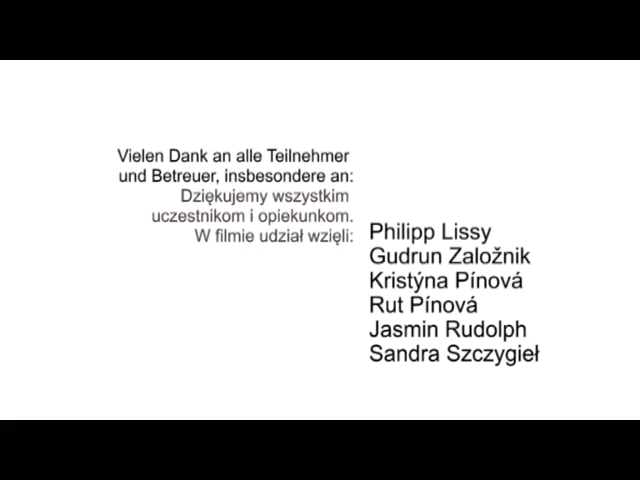 Vielen Dank an alle Teilnehmer
und Betreuer, insbesondere an:
Dziękujemy wszystkim
uczestnikom i opiekunkom.
W filmie udział wzięli:
Philipp Lissy
Gudrun Založnik
Kristýna Pínová
Rut Pínová
Jasmin Rudolph
Sandra Szczygieł